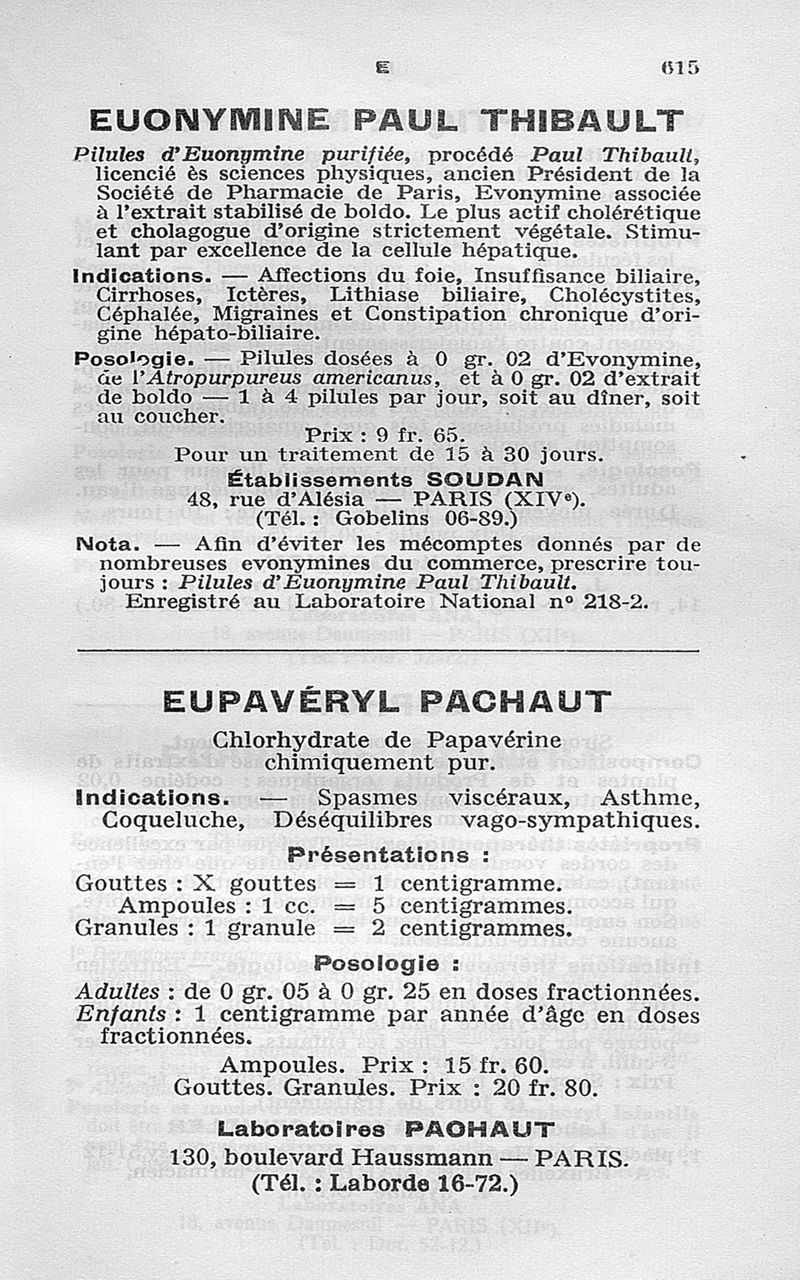 E
615
EUONYMINE PAUL THIBAULT
Pilules d'Euonymine purifiée, procédé Paul Thibault,
licencié ès sciences physiques, ancien Président de la
Société de Pharmacie de Paris, Evonymine associée
à l'extrait stabilisé de boldo. Le plus actif cholérétique
et cholagogue d'origine strictement végétale. Stimu-
lant par excellence de la cellule hépatique.
Indications. — Affections du foie, Insuffisance biliaire,
Cirrhoses, Ictères, Lithiase biliaire, Cholécystites,
Céphalée, Migraines et Constipation chronique d'ori-
gine hépato-biliaire.
Posologie. — Pilules dosées à 0 gr. 02 d'Evonymine,
de l'Atropurpureus americanus, et à 0 gr. 02 d'extrait
de boldo — 1 à 4 pilules par jour, soit au dîner, soit
au coucher.
Prix : 9 fr. 65.
Pour un traitement de 15 à 30 jours.
Établissements SOUDAN
48, rue d'Alésia — PARIS (XIVe).
(Tél. : Gobelins 06-89.)
Nota. — Afin d'éviter les mécomptes donnés par de
nombreuses evonymines du commerce, prescrire tou-
jours : Pilules d'Euonymine Paul Thibault.
Enregistré au Laboratoire National no 218-2.
EUPAVÉRYL PACHAUT
Chlorhydrate de Papavérine
chimiquement pur.
Indications. — Spasmes viscéraux, Asthme,
Coqueluche, Déséquilibres vago-sympathiques.
Présentations :
Gouttes : X gouttes = 1 centigramme.
Ampoules : 1 cc. = 5 centigrammes.
Granules : 1 granule = 2 centigrammes.
Posologie :
Adultes : de 0 gr. 05 à 0 gr. 25 en doses fractionnées.
Enfants : 1 centigramme par année d'âge en doses
fractionnées.
Ampoules. Prix : 15 fr. 60.
Gouttes. Granules. Prix : 20 fr. 80.
Laboratoires PACHAUT
130, boulevard Haussmann — PARIS.
(Tél. : Laborde 16-72.)